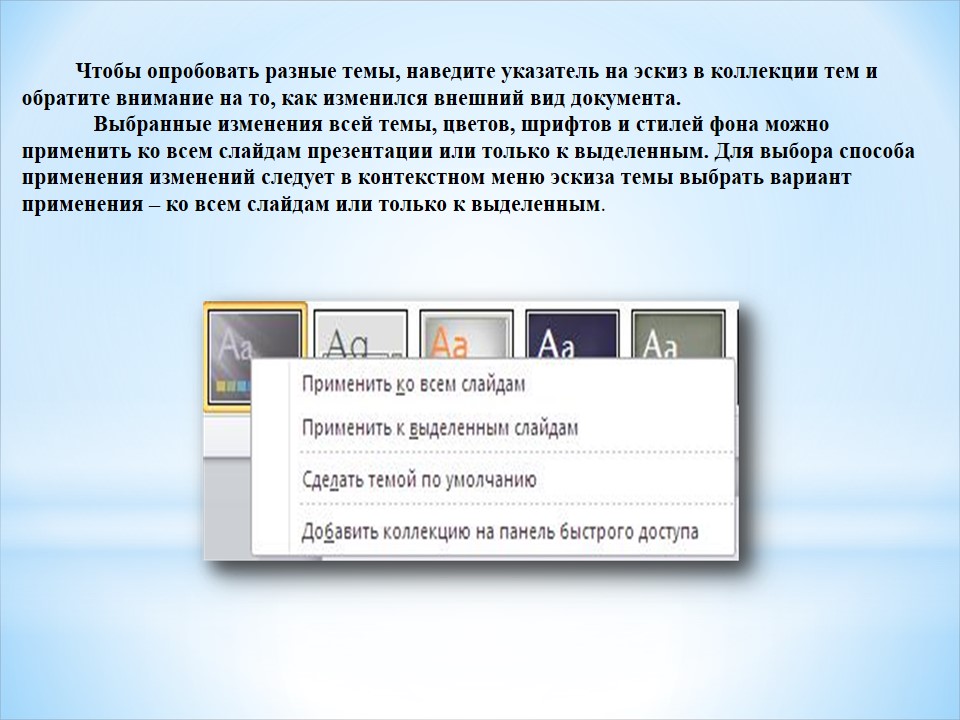 Чтобы опробовать разные темы, наведите указатель на эскиз в коллекции тем и
обратите внимание на то, как изменился внешний вид документа.
Выбранные изменения всей темы, цветов, шрифтов и стилей фона можно
применить ко всем слайдам презентации или только к выделенным. Для выбора способа
применения изменений следует в контекстном меню эскиза темы выбрать вариант
применения – ко всем слайдам или только к выделенным.
Aa Aa Aa Aa Aa
Применить ко всем слайдам
Применить к выделенным слайдам
Сделать темой по умолчанию
Добавить коллекцию на панель быстрого доступа